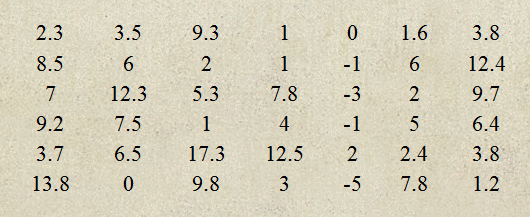 2.3 3.5 9.3 1 0 1.6 3.8
8.5 6 2 1 -1 6 12.4
7 12.3 5.3 7.8 -3 2 9.7
9.2 7.5 1 4 -1 5 6.4
3.7 6.5 17.3 12.5 2 2.4 3.8
13.8 0 9.8 3 -5 7.8 1.2